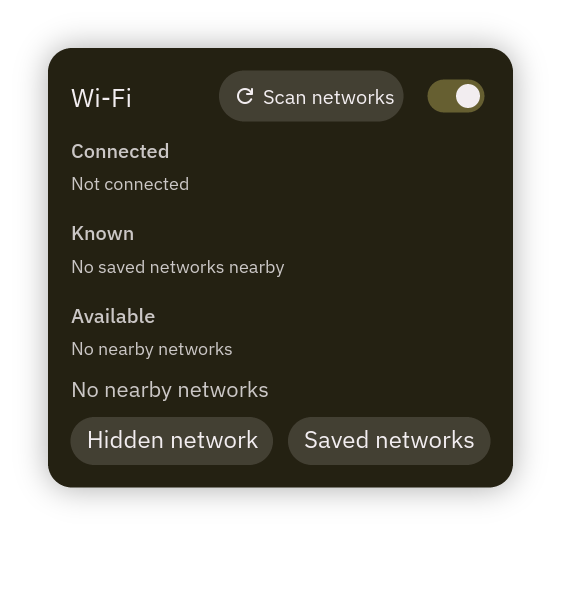 Wi-Fi
Scan networks
Connected
Not connected
Known
No saved networks nearby
Available
No nearby networks
No nearby networks
Hidden network
Saved networks